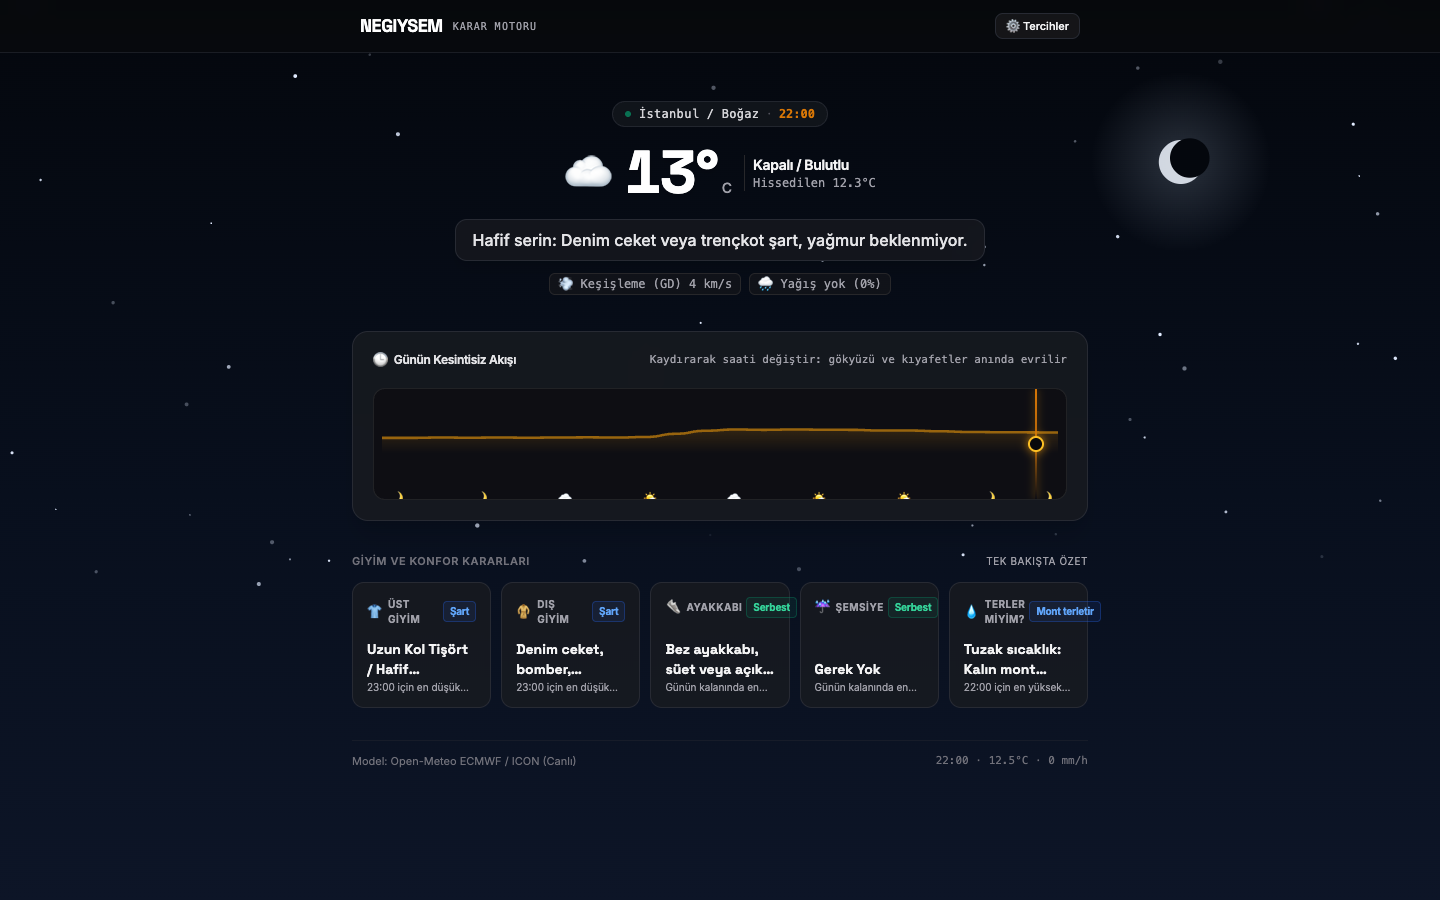 NEGIYSEM KARAR MOTORU
Tercihler
İstanbul / Boğaz · 22:00
13° C
Kapalı / Bulutlu
Hissedilen 12.3°C
Hafif serin: Denim ceket veya trençkot şart, yağmur beklenmiyor.
Keşişleme (GD) 4 km/s
Yağış yok (0%)
Günün Kesintisiz Akışı
Kaydırarak saati değiştir: gökyüzü ve kıyafetler anında evrilir
GİYİM VE KONFOR KARARLARI
TEK BAKIŞTA ÖZET
ÜST
GİYİM
Şart
Uzun Kol Tişört
/ Hafif...
23:00 için en düşük...
DIŞ
GİYİM
Şart
Denim ceket,
bomber,...
23:00 için en düşük...
AYAKKABI
Serbest
Bez ayakkabı,
süet veya açık...
Günün kalanında en...
ŞEMSİYE
Serbest
Gerek Yok
Günün kalanında en...
TERLER
MİYİM?
Mont terletir
Tuzak sıcaklık:
Kalın mont...
22:00 için en yüksek...
Model: Open-Meteo ECMWF / ICON (Canlı)
22:00 · 12.5°C · 0 mm/h